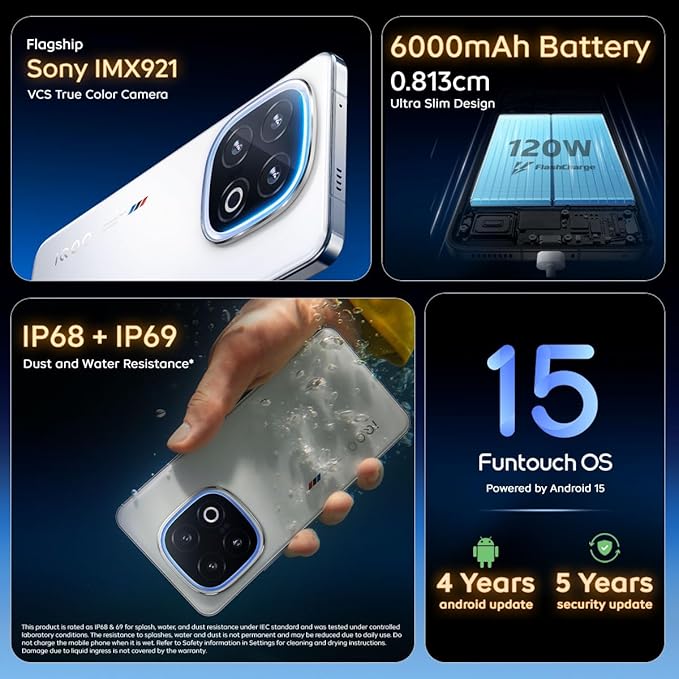 Flagship
Sony IMX921
VCS True Color Camera
iQOO
6000mAh Battery
0.813cm
Ultra Slim Design
120W
FlashCharge
IP68 + IP69
Dust and Water Resistance*
iQOO
This product is rated as IP68 & 69 for splash, water, and dust resistance under IEC standard and was tested under controlled
laboratory conditions. The resistance to splashes, water and dust is not permanent and may be reduced due to daily use. Do
not charge the mobile phone when it is wet. Refer to Safety information in Settings for cleaning and drying instructions.
Damage due to liquid ingress is not covered by the warranty.
15
Funtouch OS
Powered by Android 15
4 Years
android update
5 Years
security update